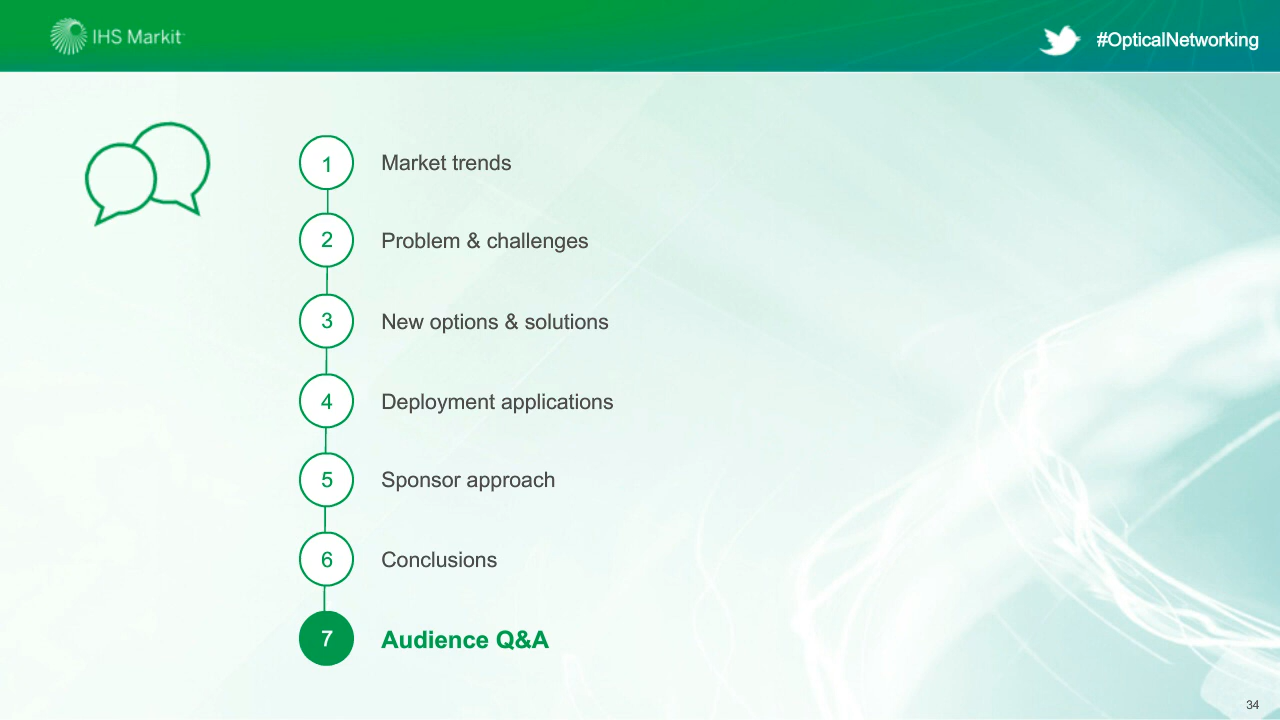 IHS Markit
#OpticalNetworking
1 Market trends
2 Problem & challenges
3 New options & solutions
4 Deployment applications
5 Sponsor approach
6 Conclusions
7 Audience Q&A
34